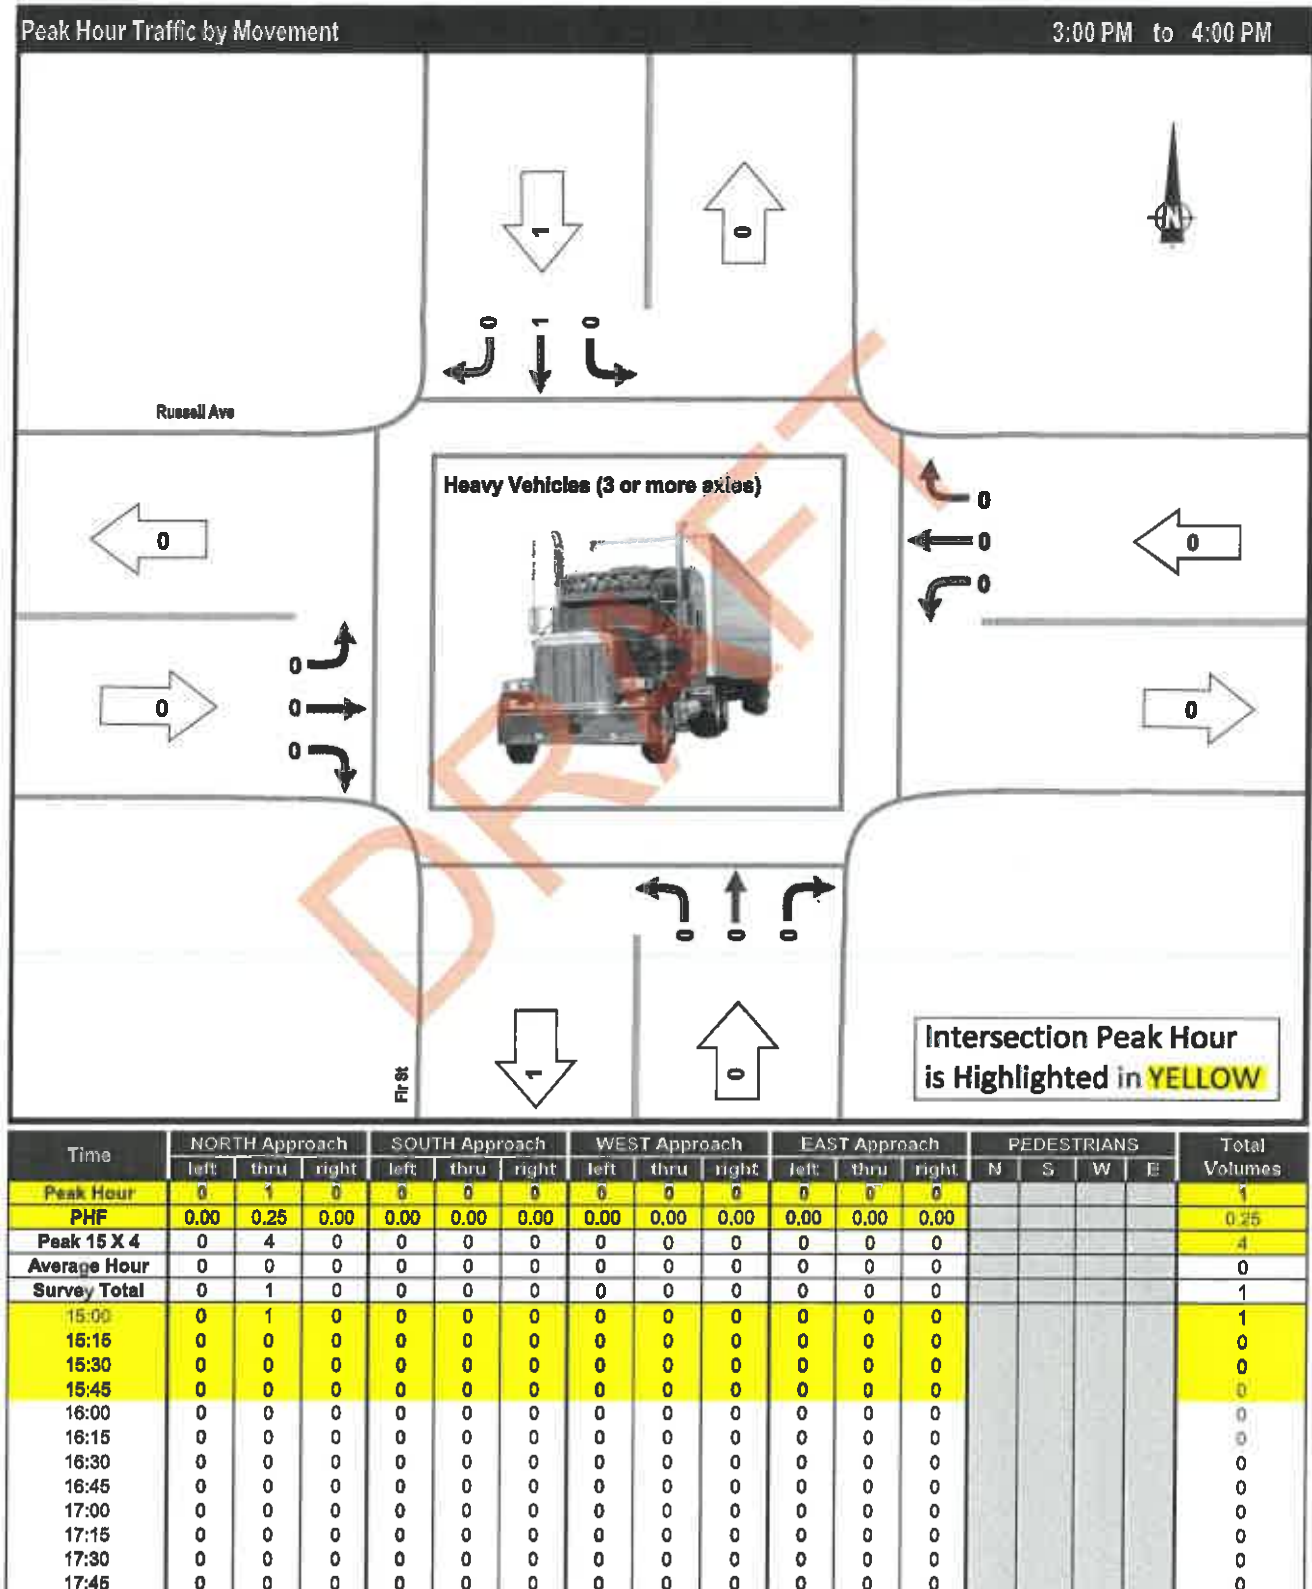 Peak Hour Traffic by Movement 3:00 PM to 4:00 PM
1 0
N
0 1 0
Russell Ave
Heavy Vehicles (3 or more axles)
0
0 0 0
0
0
0 0
0
0
0
0
DRAFT
0 0 0
Intersection Peak Hour
is Highlighted in YELLOW
Fir St
1 0
Time NORTH Approach SOUTH Approach WEST Approach EAST Approach PEDESTRIANS Total
left thru right left thru right left thru right left thru right N S W E Volumes
Peak Hour 0 1 0 0 0 0 0 0 0 0 0 0 1
PHF 0.00 0.25 0.00 0.00 0.00 0.00 0.00 0.00 0.00 0.00 0.00 0.00 0.25
Peak 15 X 4 0 4 0 0 0 0 0 0 0 0 0 0 4
Average Hour 0 0 0 0 0 0 0 0 0 0 0 0 0
Survey Total 0 1 0 0 0 0 0 0 0 0 0 0 1
15:00 0 1 0 0 0 0 0 0 0 0 0 0 1
15:15 0 0 0 0 0 0 0 0 0 0 0 0 0
15:30 0 0 0 0 0 0 0 0 0 0 0 0 0
15:45 0 0 0 0 0 0 0 0 0 0 0 0 0
16:00 0 0 0 0 0 0 0 0 0 0 0 0 0
16:15 0 0 0 0 0 0 0 0 0 0 0 0 0
16:30 0 0 0 0 0 0 0 0 0 0 0 0 0
16:45 0 0 0 0 0 0 0 0 0 0 0 0 0
17:00 0 0 0 0 0 0 0 0 0 0 0 0 0
17:15 0 0 0 0 0 0 0 0 0 0 0 0 0
17:30 0 0 0 0 0 0 0 0 0 0 0 0 0
17:45 0 0 0 0 0 0 0 0 0 0 0 0 0